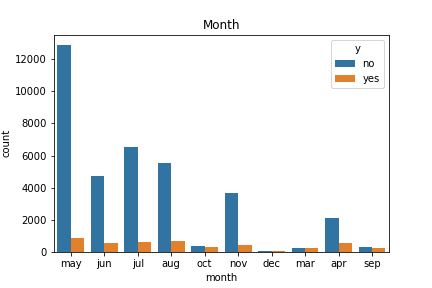 Month
y
no
yes
12000
10000
8000
6000
4000
2000
0
count
may jun jul aug oct nov dec mar apr sep
month